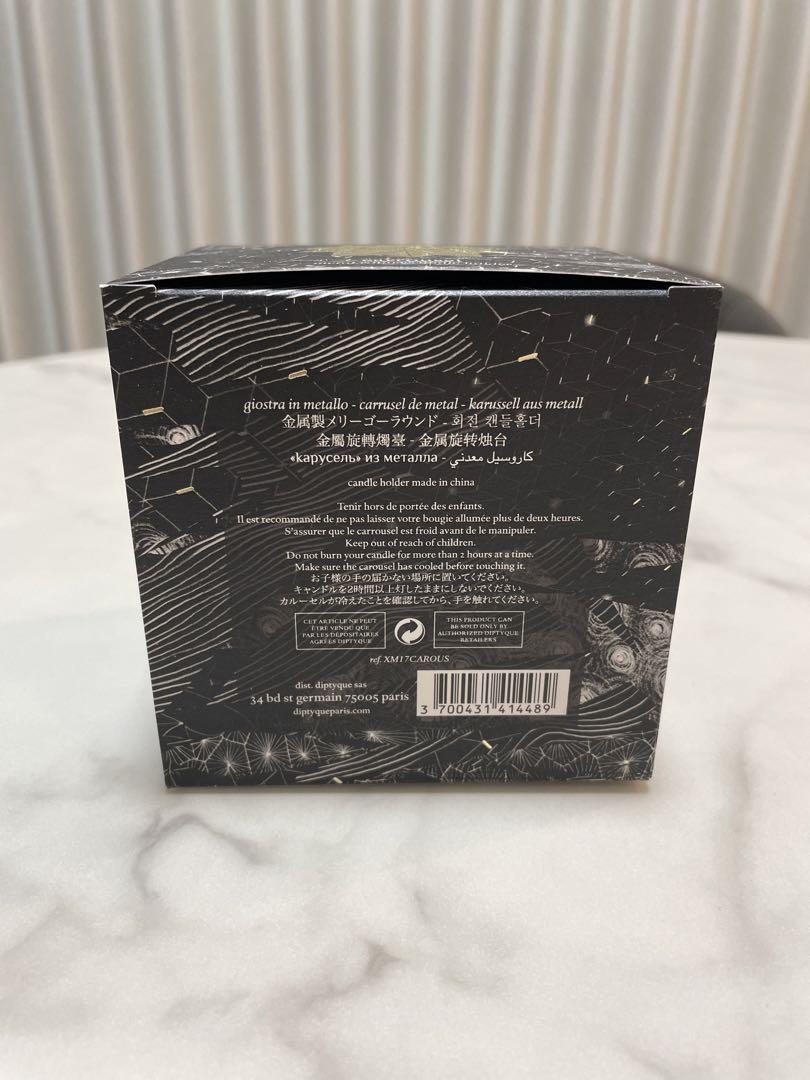 giostra in metallo - carrusel de metal - karussell aus metall
金属製メリーゴーラウンド - 회전 캔들홀더
金屬旋轉燭臺 - 金属旋转烛台
«карусель» из металла - كاروسيل معدني
candle holder made in china
Tenir hors de portée des enfants.
Il est recommandé de ne pas laisser votre bougie allumée plus de deux heures.
S'assurer que le carrousel est froid avant de le manipuler.
Keep out of reach of children.
Do not burn your candle for more than 2 hours at a time.
Make sure the carousel has cooled before touching it.
お子様の手の届かない場所に置いてください。
キャンドルを2時間以上灯したままにしないでください。
カルーセルが冷えたことを確認してから、手を触れてください。
CET ARTICLE NE PEUT
ÊTRE VENDU QUE
PAR LES DÉPOSITAIRES
AGRÉÉS DIPTYQUE
THIS PRODUCT CAN
BE SOLD ONLY BY
AUTHORIZED DIPTYQUE
RETAILERS
ref. XM17CAROUS
dist. diptyque sas
34 bd st germain 75005 paris
diptyqueparis.com
3 700431 414489